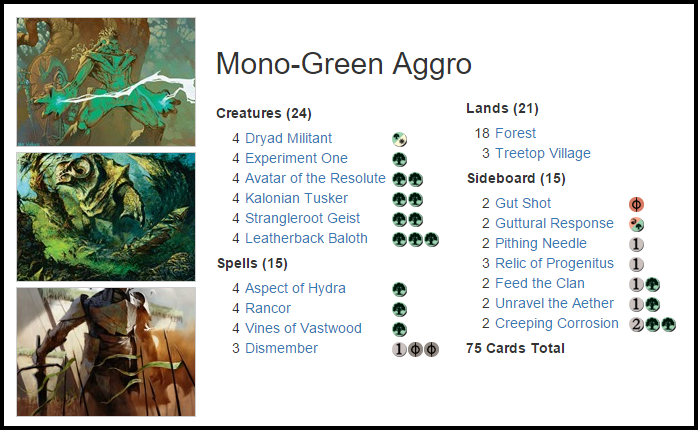 Mono-Green Aggro
Creatures (24)
4 Dryad Militant
4 Experiment One
4 Avatar of the Resolute
4 Kalonian Tusker
4 Strangleroot Geist
4 Leatherback Baloth
Spells (15)
4 Aspect of Hydra
4 Rancor
4 Vines of Vastwood
3 Dismember 1
Lands (21)
18 Forest
3 Treetop Village
Sideboard (15)
2 Gut Shot
2 Guttural Response
2 Pithing Needle 1
3 Relic of Progenitus 1
2 Feed the Clan 1
2 Unravel the Aether 1
2 Creeping Corrosion 2
75 Cards Total